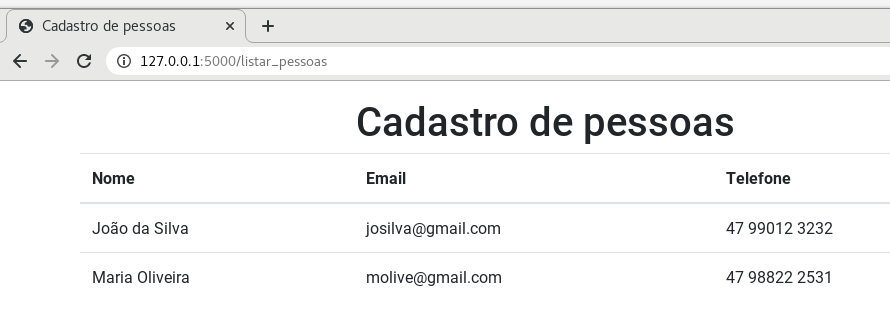 Cadastro de pessoas
127.0.0.1:5000/listar_pessoas
Cadastro de pessoas
Nome Email Telefone
João da Silva josilva@gmail.com 47 99012 3232
Maria Oliveira molive@gmail.com 47 98822 2531